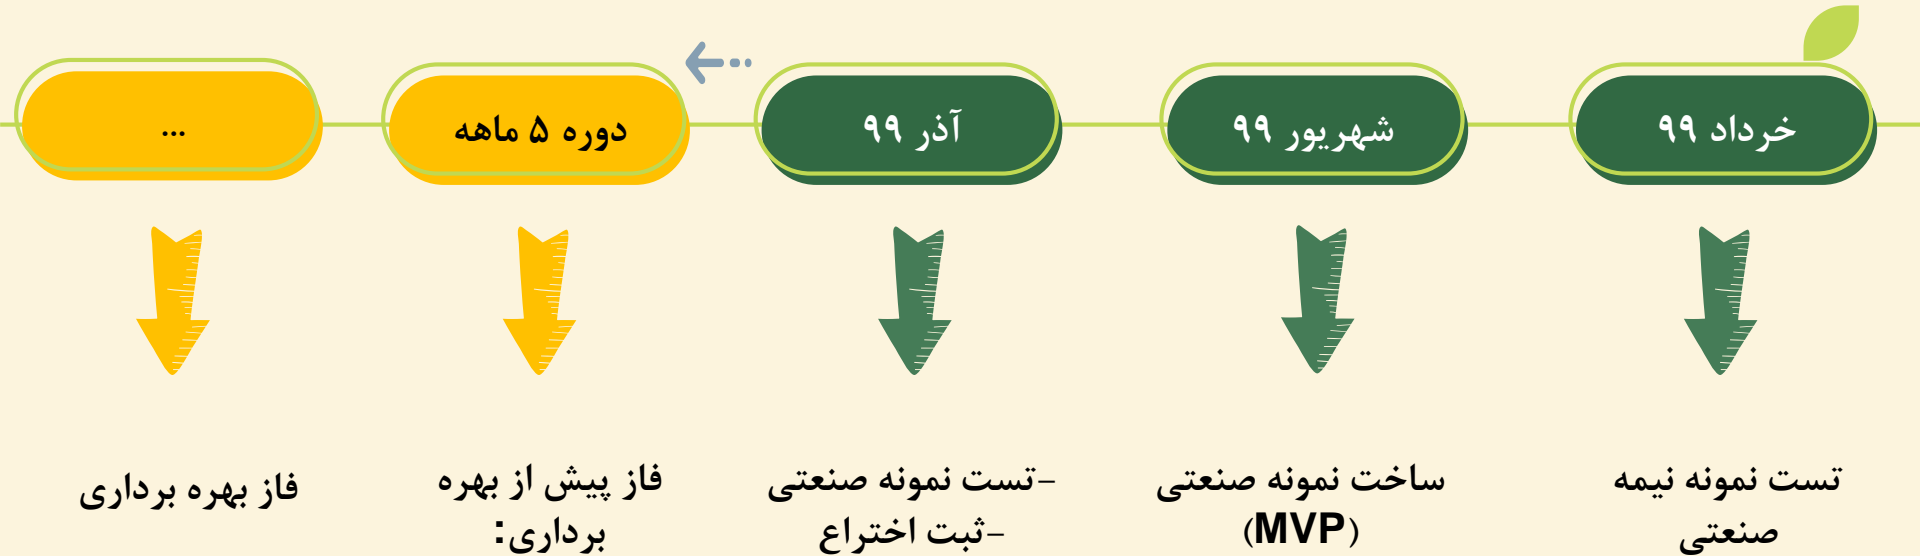 خرداد ۹۹
شهریور ۹۹
آذر ۹۹
دوره ۵ ماهه
...
تست نمونه نیمه
صنعتی
ساخت نمونه صنعتی
(MVP)
-تست نمونه صنعتی
-ثبت اختراع
فاز پیش از بهره
برداری:
فاز بهره برداری